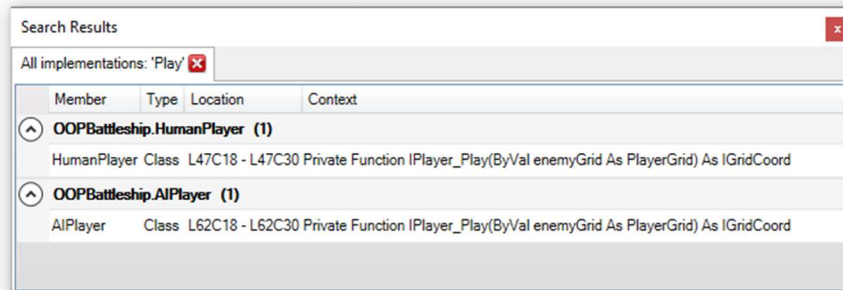 Search Results
x
All implementations: 'Play'
Member Type Location Context
OOPBattleship.HumanPlayer (1)
HumanPlayer Class L47C18 - L47C30 Private Function IPlayer_Play(ByVal enemyGrid As PlayerGrid) As IGridCoord
OOPBattleship.AIPlayer (1)
AIPlayer Class L62C18 - L62C30 Private Function IPlayer_Play(ByVal enemyGrid As PlayerGrid) As IGridCoord